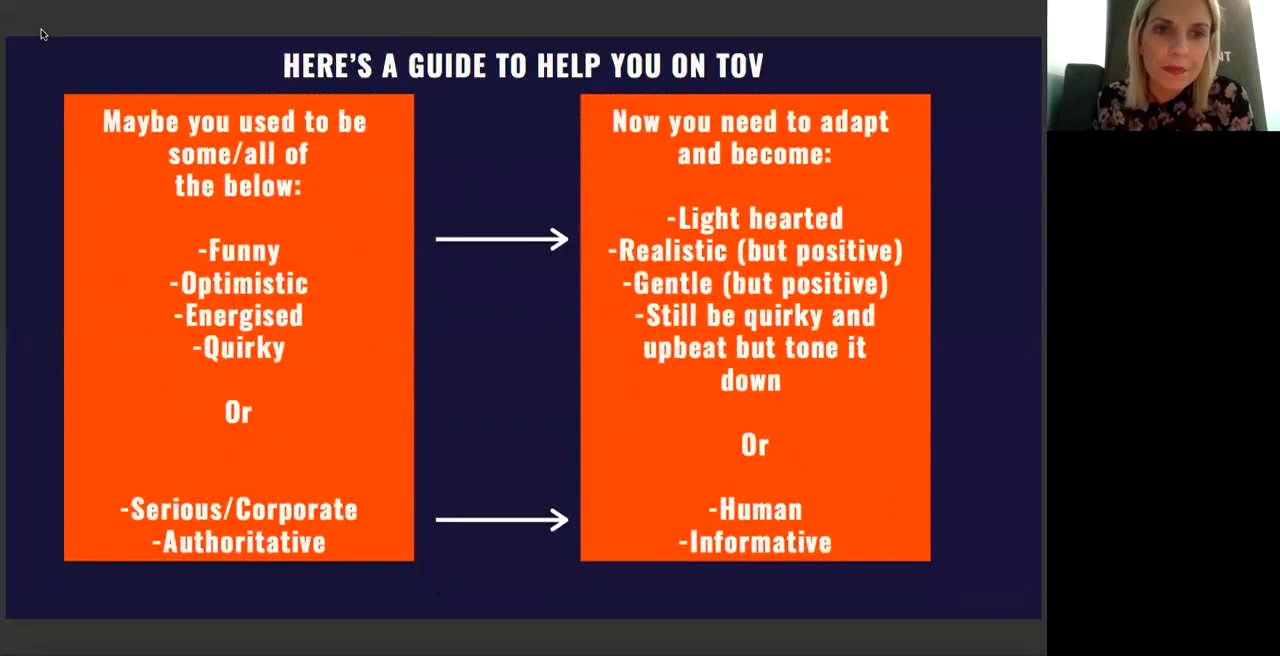 HERE'S A GUIDE TO HELP YOU ON TOV
Maybe you used to be
some/all of
the below:
-Funny
-Optimistic
-Energised
-Quirky
Or
-Serious/Corporate
-Authoritative
Now you need to adapt
and become:
-Light hearted
-Realistic (but positive)
-Gentle (but positive)
-Still be quirky and
upbeat but tone it
down
Or
-Human
-Informative